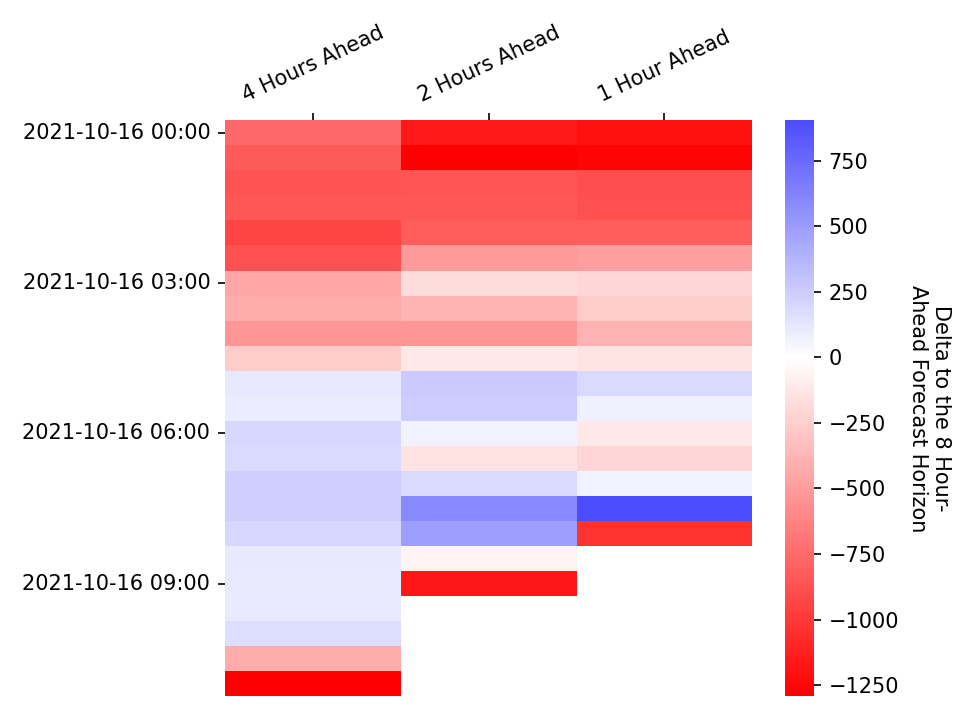 4 Hours Ahead
2 Hours Ahead
1 Hour Ahead
2021-10-16 00:00
2021-10-16 03:00
2021-10-16 06:00
2021-10-16 09:00
750
500
250
0
−250
−500
−750
−1000
−1250
Delta to the 8 Hour-
Ahead Forecast Horizon